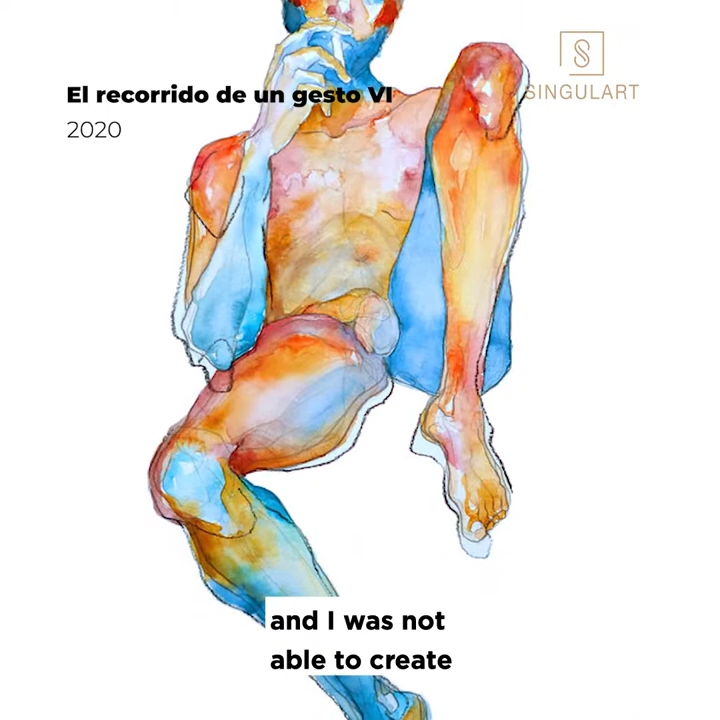 El recorrido de un gesto VI
2020
SINGULART
and I was not
able to create